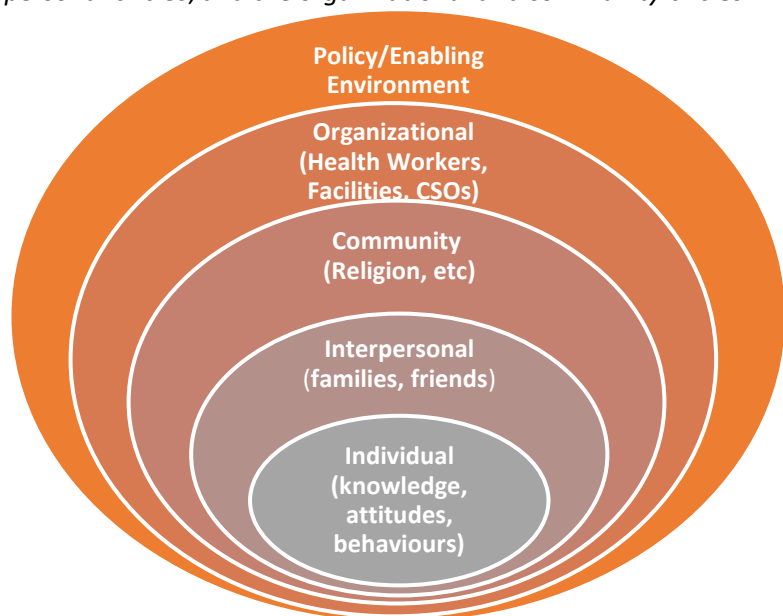 Policy/Enabling
Environment
Organizational
(Health Workers,
Facilities, CSOs)
Community
(Religion, etc)
Interpersonal
(families, friends)
Individual
(knowledge,
attitudes,
behaviours)